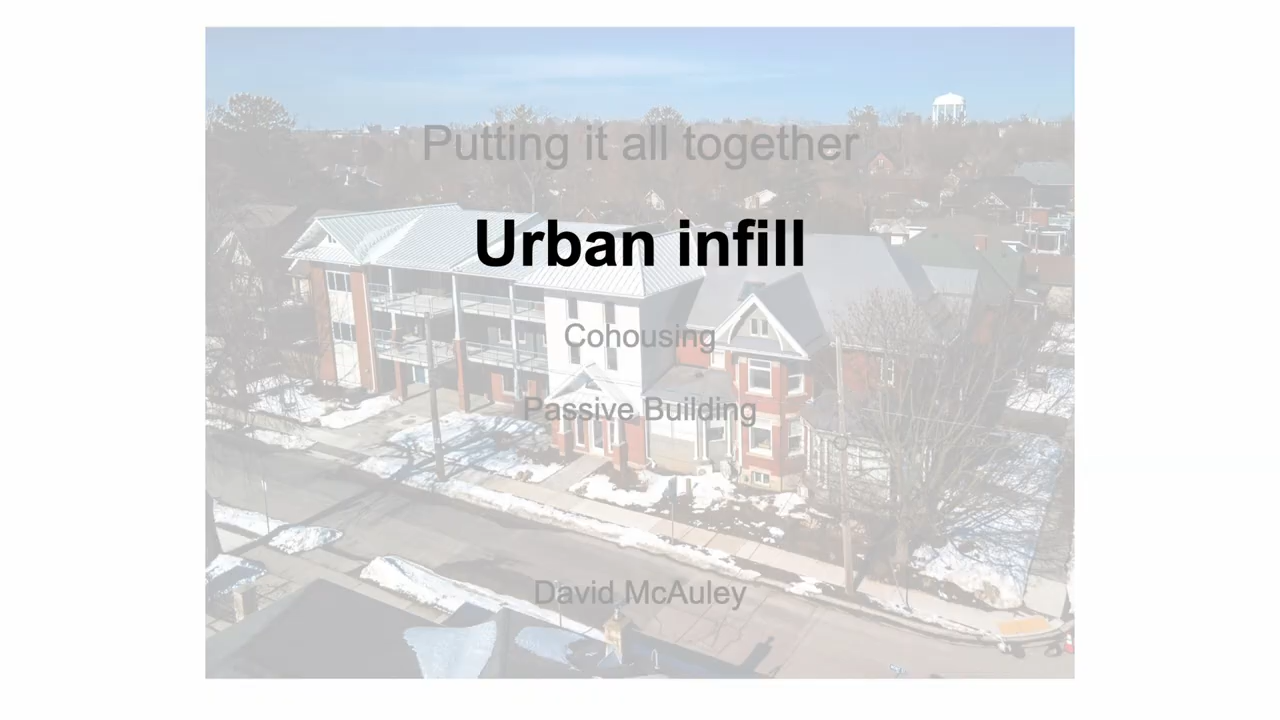 Putting it all together
Urban infill
Cohousing
Passive Building
David McAuley